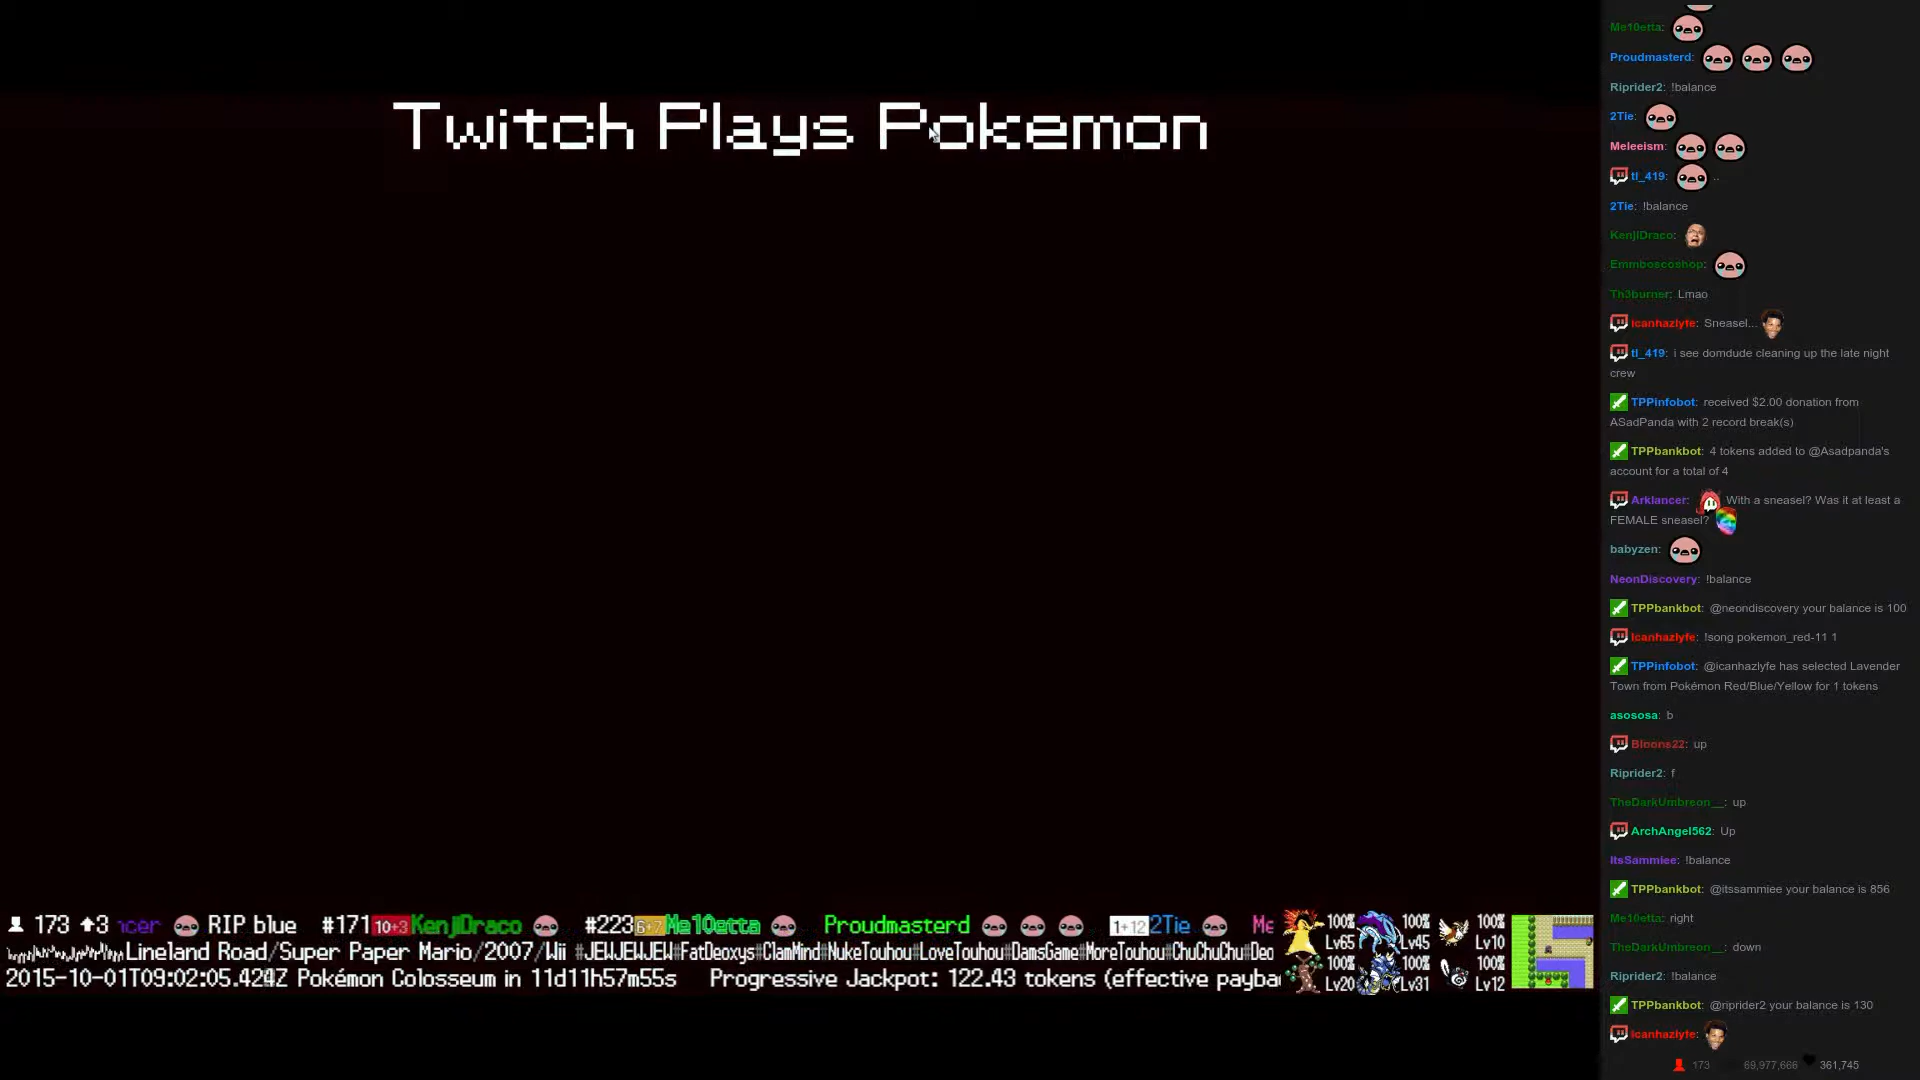 Twitch Plays Pokemon
173 3 ncer RIP blue #171 10+3 KenjiDraco #223 6+7 Me10etta Proudmasterd 1+12 2Tie Me
Lineland Road/Super Paper Mario/2007/Wii #JEWJEWJEW#FatDeoxys#ClamMind#NukeTouhou#LoveTouhou#DamsGame#MoreTouhou#ChuChuChu#Deo
Pokémon Colosseum in 11d11h57m55s Progressive Jackpot: 122.43 tokens (effective payba
100% 100% 100%
Lv65 Lv45 Lv10
100% 100% 100%
Lv20 Lv31 Lv12
Me10etta:
Proudmasterd:
Riprider2: !balance
2Tie:
Meleeism:
tl_419: ..
2Tie: !balance
KenjiDraco:
Emmboscoshop:
Th3burner: Lmao
icanhazlyfe: Sneasel...
tl_419: i see domdude cleaning up the late night
crew
TPPinfobot: received $2.00 donation from
ASadPanda with 2 record break(s)
TPPbankbot: 4 tokens added to @Asadpanda's
account for a total of 4
Arklancer: With a sneasel? Was it at least a
FEMALE sneasel?
babyzen:
NeonDiscovery: !balance
TPPbankbot: @neondiscovery your balance is 100
icanhazlyfe: !song pokemon_red-11 1
TPPinfobot: @icanhazlyfe has selected Lavender
Town from Pokémon Red/Blue/Yellow for 1 tokens
asososa: b
Bloons22: up
Riprider2: f
TheDarkUmbreon__: up
ArchAngel562: Up
ItsSammiee: !balance
TPPbankbot: @itssammiee your balance is 856
Me10etta: right
TheDarkUmbreon__: down
Riprider2: !balance
TPPbankbot: @riprider2 your balance is 130
icanhazlyfe:
173 69,977,666 361,745